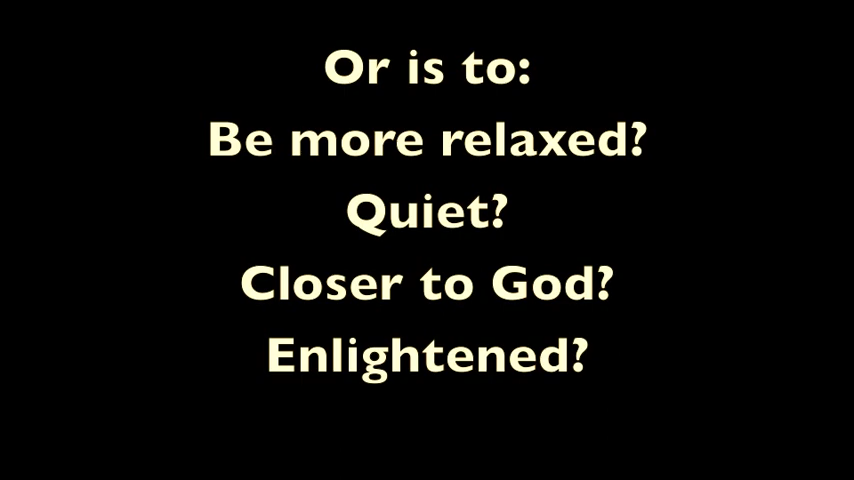 Or is to:
Be more relaxed?
Quiet?
Closer to God?
Enlightened?